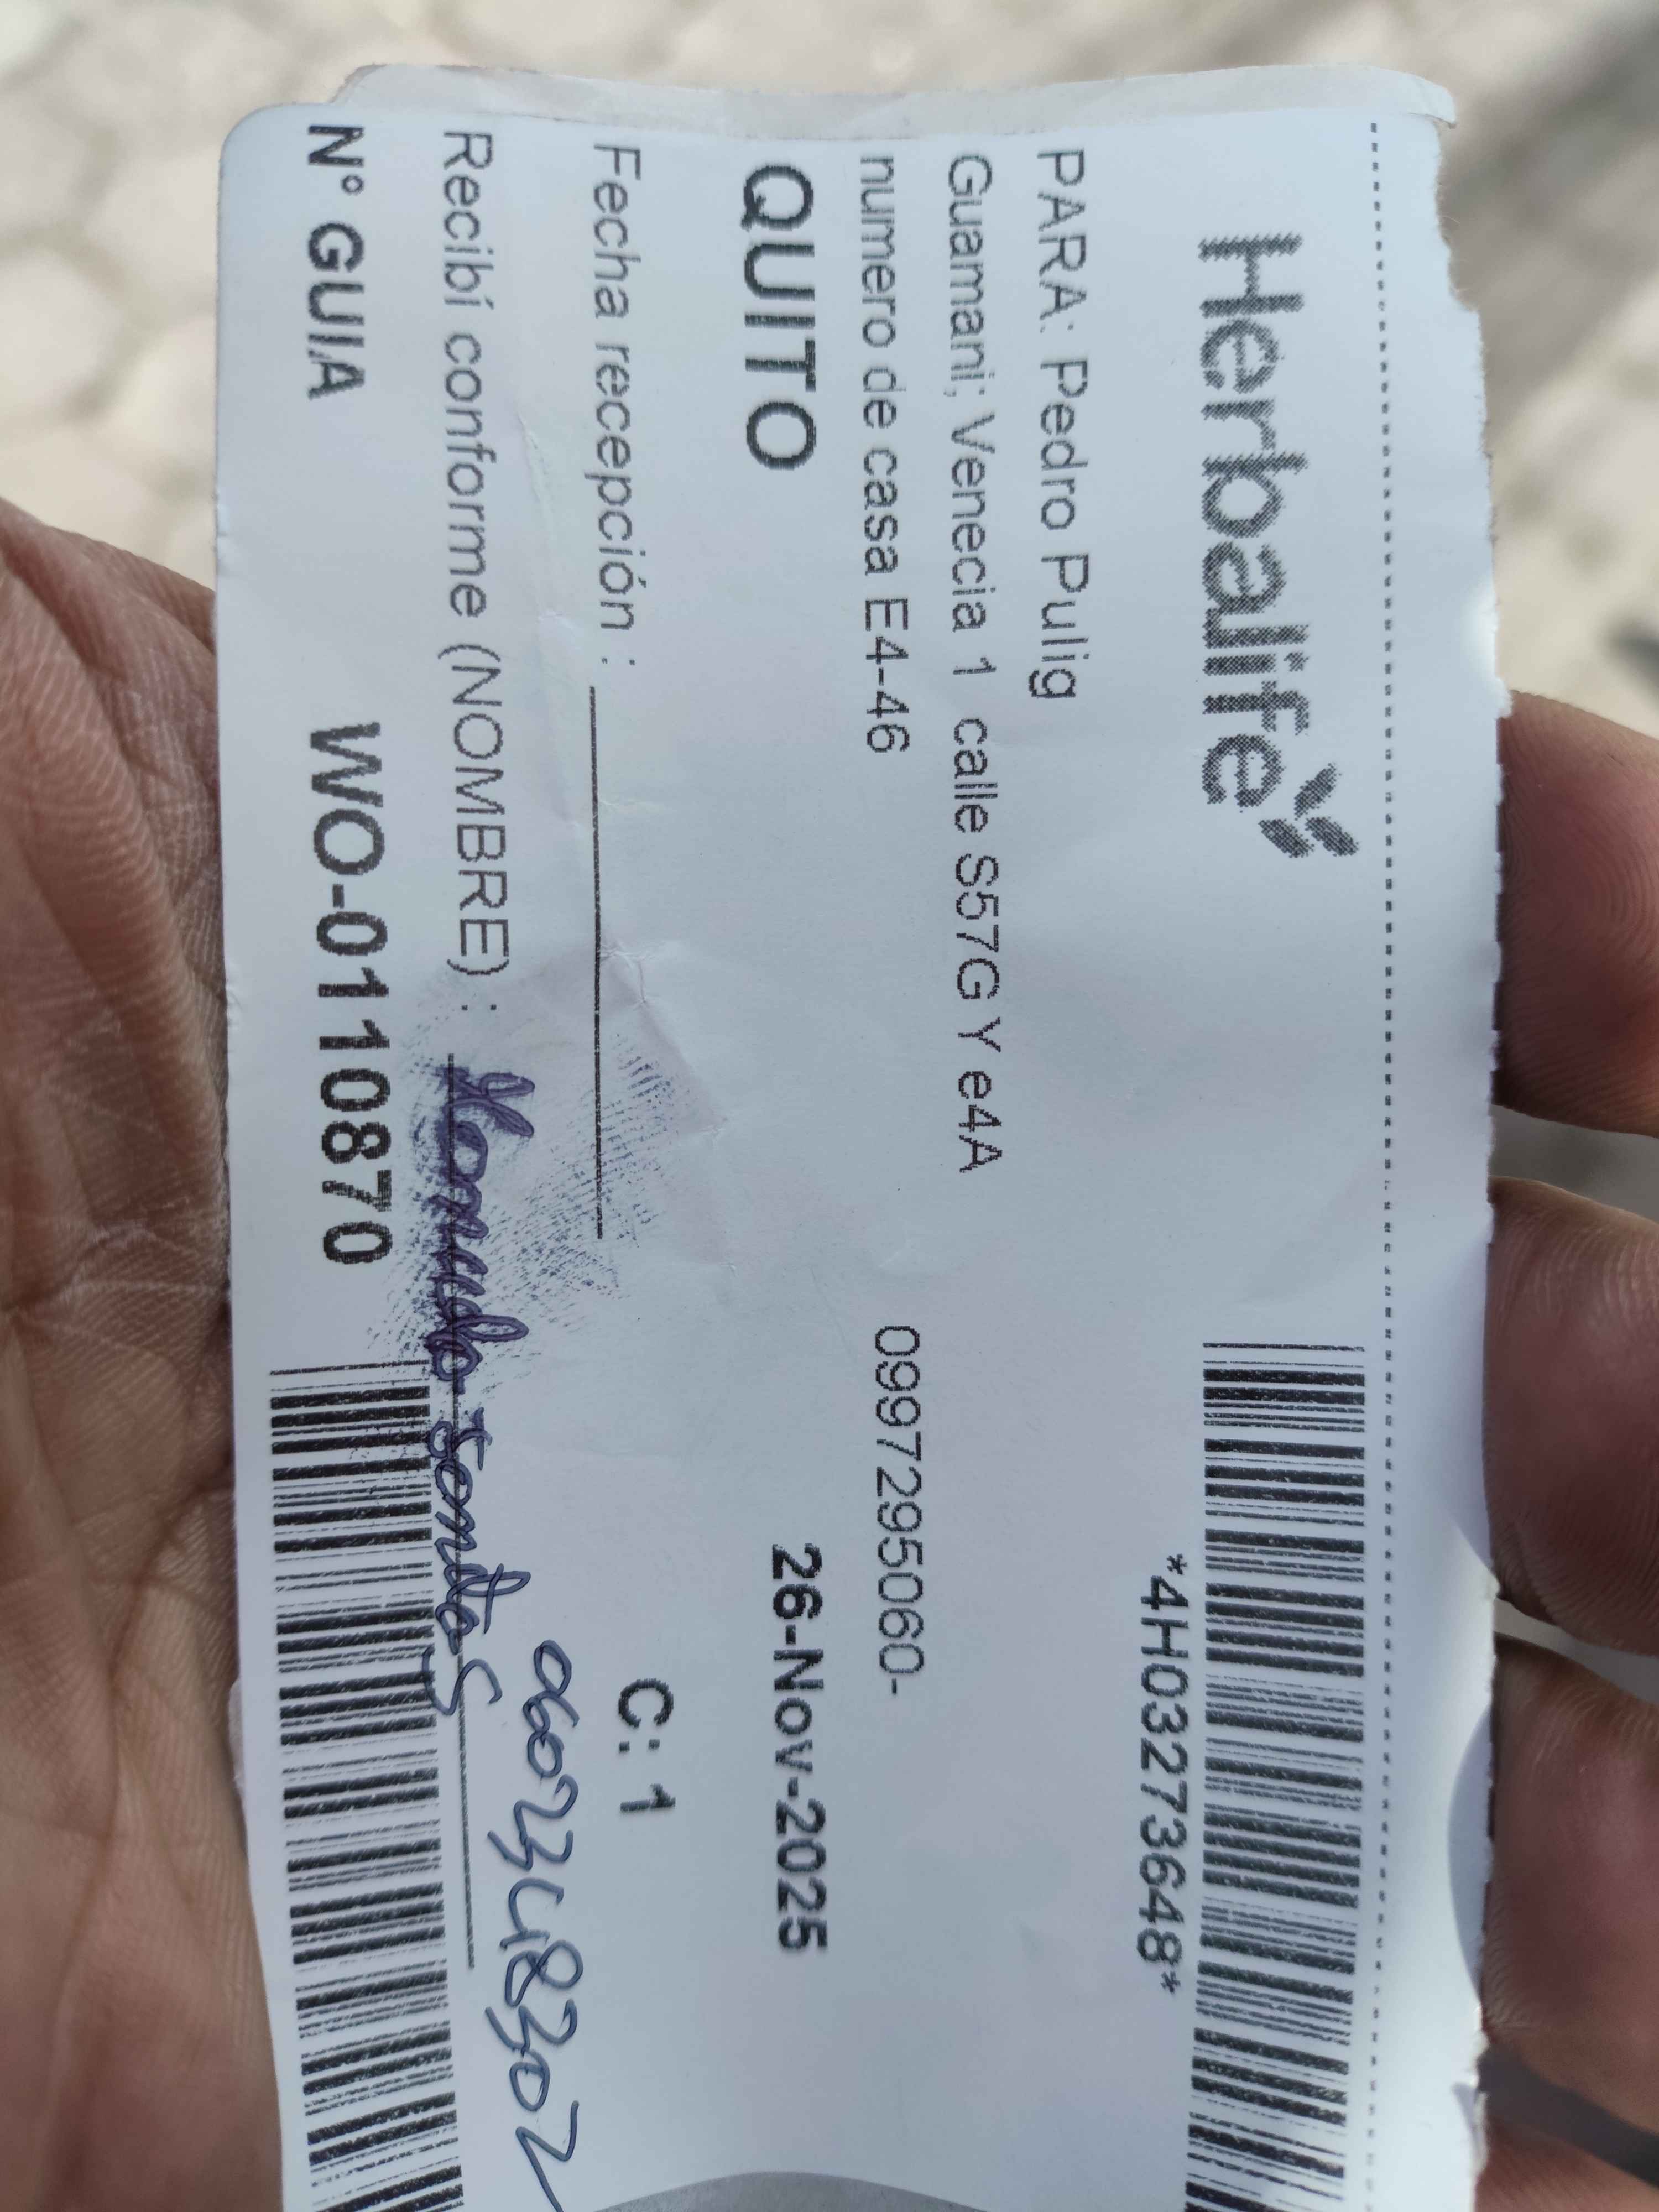 Herbalife
*4H03273648*
PARA: Pedro Pulig
Guamani; Venecia 1 calle S57G Y e4A
numero de casa E4-46 0997295060-
QUITO 26-Nov-2025
C: 1
Fecha recepción :
Recibí conforme (NOMBRE) :
N° GUIA WO-0110870